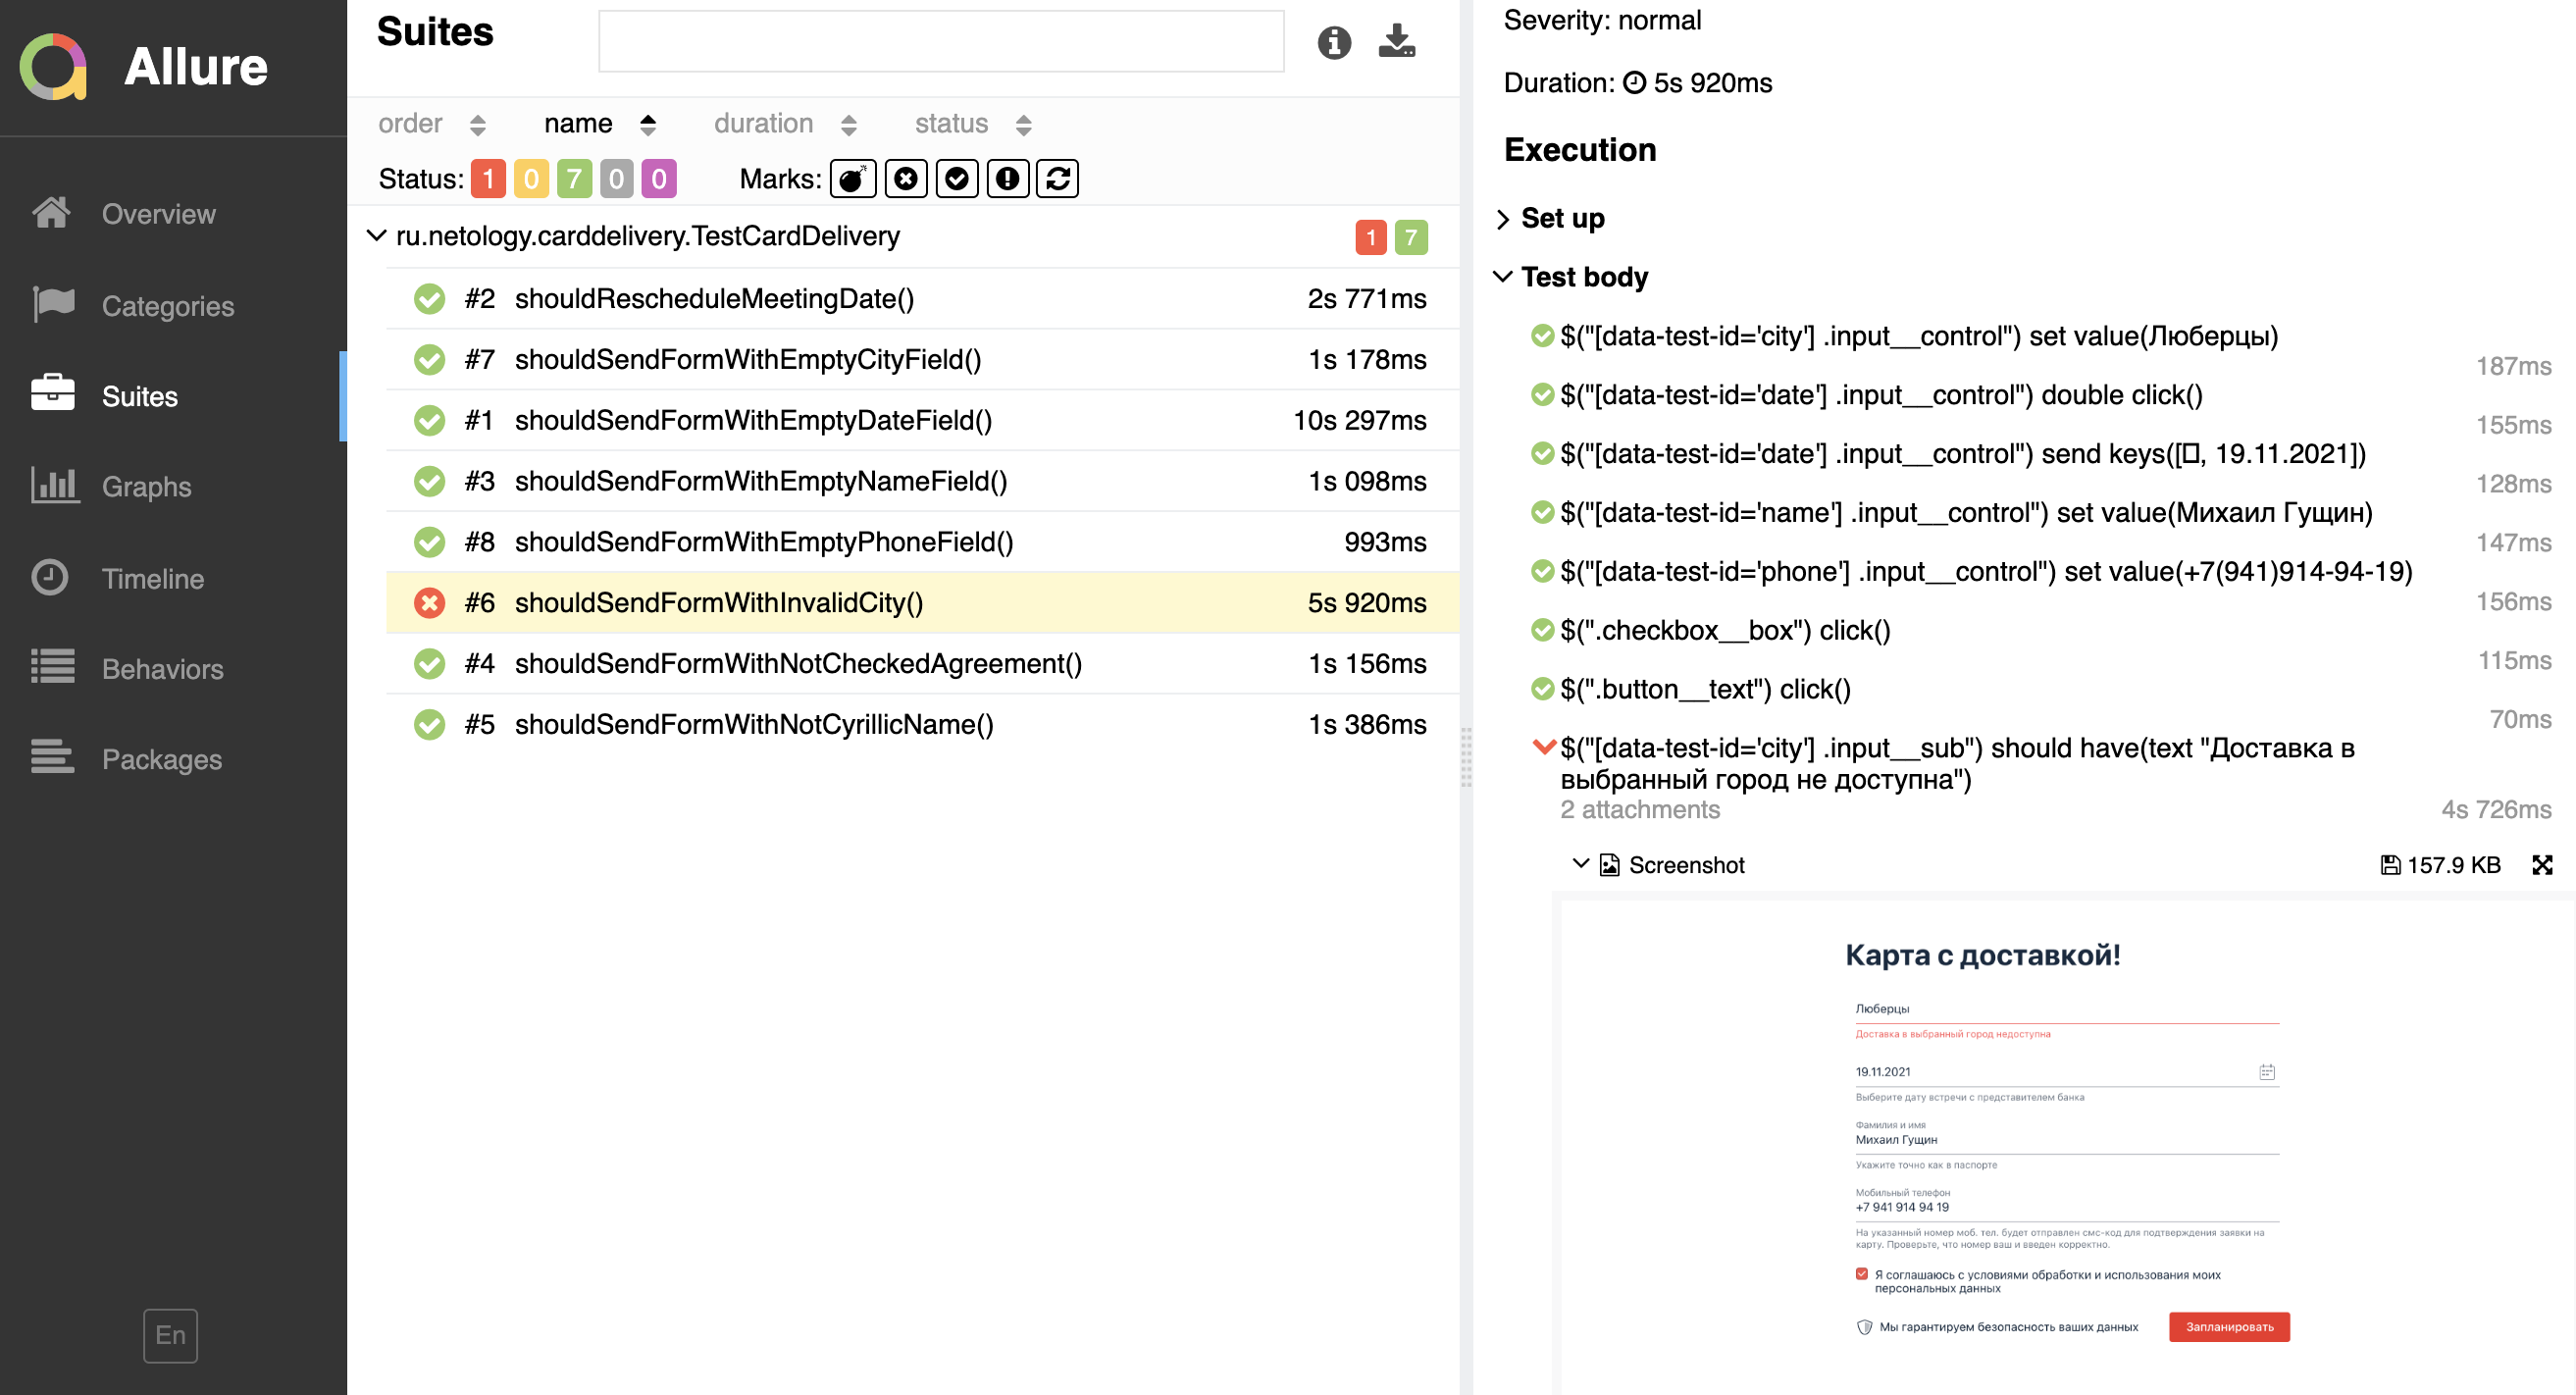 Allure
Overview
Categories
Suites
Graphs
Timeline
Behaviors
Packages
En
Suites
order name duration status
Status: 1 0 7 0 0 Marks:
ru.netology.carddelivery.TestCardDelivery 1 7
#2 shouldRescheduleMeetingDate() 2s 771ms
#7 shouldSendFormWithEmptyCityField() 1s 178ms
#1 shouldSendFormWithEmptyDateField() 10s 297ms
#3 shouldSendFormWithEmptyNameField() 1s 098ms
#8 shouldSendFormWithEmptyPhoneField() 993ms
#6 shouldSendFormWithInvalidCity() 5s 920ms
#4 shouldSendFormWithNotCheckedAgreement() 1s 156ms
#5 shouldSendFormWithNotCyrillicName() 1s 386ms
Severity: normal
Duration: 5s 920ms
Execution
Set up
Test body
$("[data-test-id='city'] .input__control") set value(Люберцы)
187ms
$("[data-test-id='date'] .input__control") double click()
155ms
$("[data-test-id='date'] .input__control") send keys([, 19.11.2021])
128ms
$("[data-test-id='name'] .input__control") set value(Михаил Гущин)
147ms
$("[data-test-id='phone'] .input__control") set value(+7(941)914-94-19)
156ms
$(".checkbox__box") click()
115ms
$(".button__text") click()
70ms
$("[data-test-id='city'] .input__sub") should have(text "Доставка в
выбранный город не доступна")
2 attachments 4s 726ms
Screenshot 157.9 KB
Карта с доставкой!
Люберцы
Доставка в выбранный город недоступна
19.11.2021
Выберите дату встречи с представителем банка
Фамилия и имя
Михаил Гущин
Укажите точно как в паспорте
Мобильный телефон
+7 941 914 94 19
На указанный номер моб. тел. будет отправлен смс-код для подтверждения заявки на
карту. Проверьте, что номер ваш и введен корректно.
Я соглашаюсь с условиями обработки и использования моих
персональных данных
Мы гарантируем безопасность ваших данных Запланировать